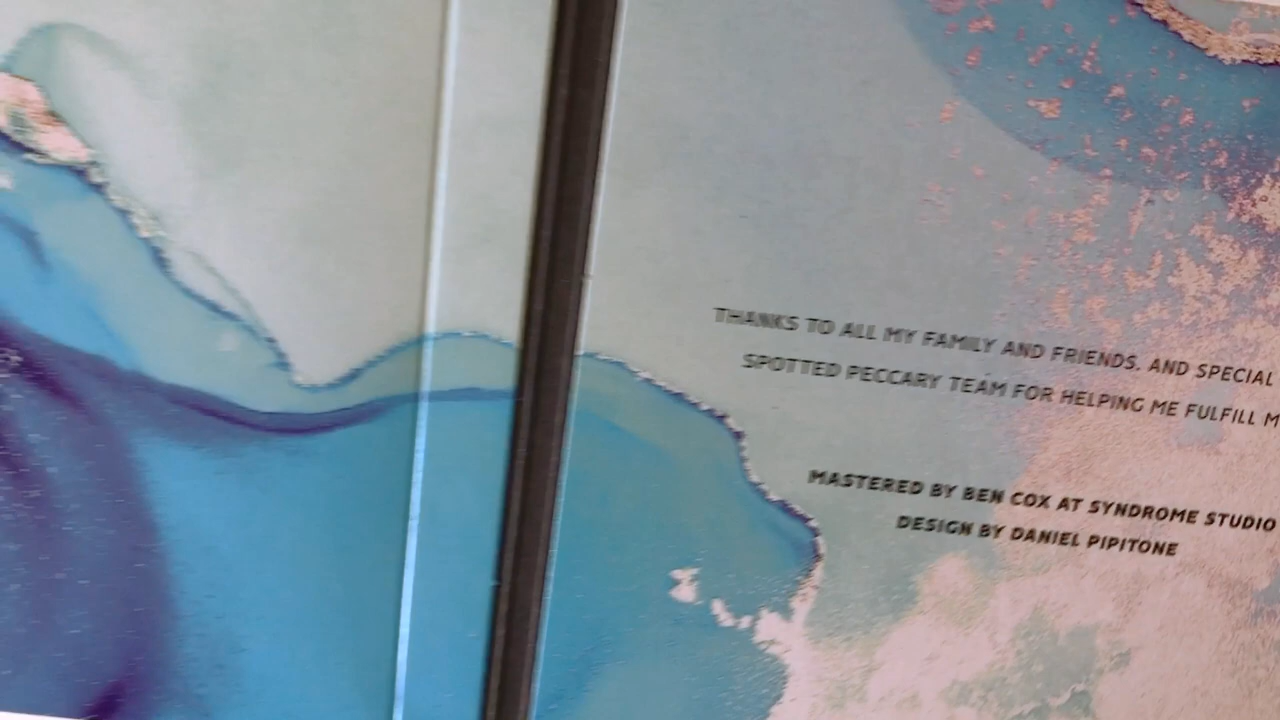 THANKS TO ALL MY FAMILY AND FRIENDS, AND SPECIAL
SPOTTED PECCARY TEAM FOR HELPING ME FULFILL M
MASTERED BY BEN COX AT SYNDROME STUDIO
DESIGN BY DANIEL PIPITONE